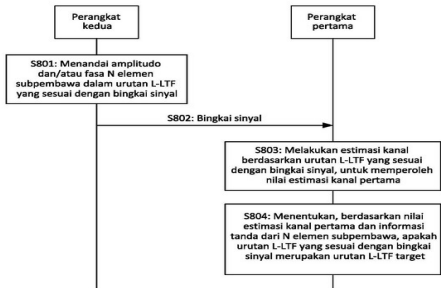 Perangkat
kedua
Perangkat
pertama
S801: Menandai amplitudo
dan/atau fasa N elemen
subpembawa dalam urutan L-LTF
yang sesuai dengan bingkai sinyal
S802: Bingkai sinyal
S803: Melakukan estimasi kanal
berdasarkan urutan L-LTF yang sesuai
dengan bingkai sinyal, untuk memperoleh
nilai estimasi kanal pertama
S804: Menentukan, berdasarkan nilai
estimasi kanal pertama dan informasi
tanda dari N elemen subpembawa, apakah
urutan L-LTF yang sesuai dengan bingkai
sinyal merupakan urutan L-LTF target